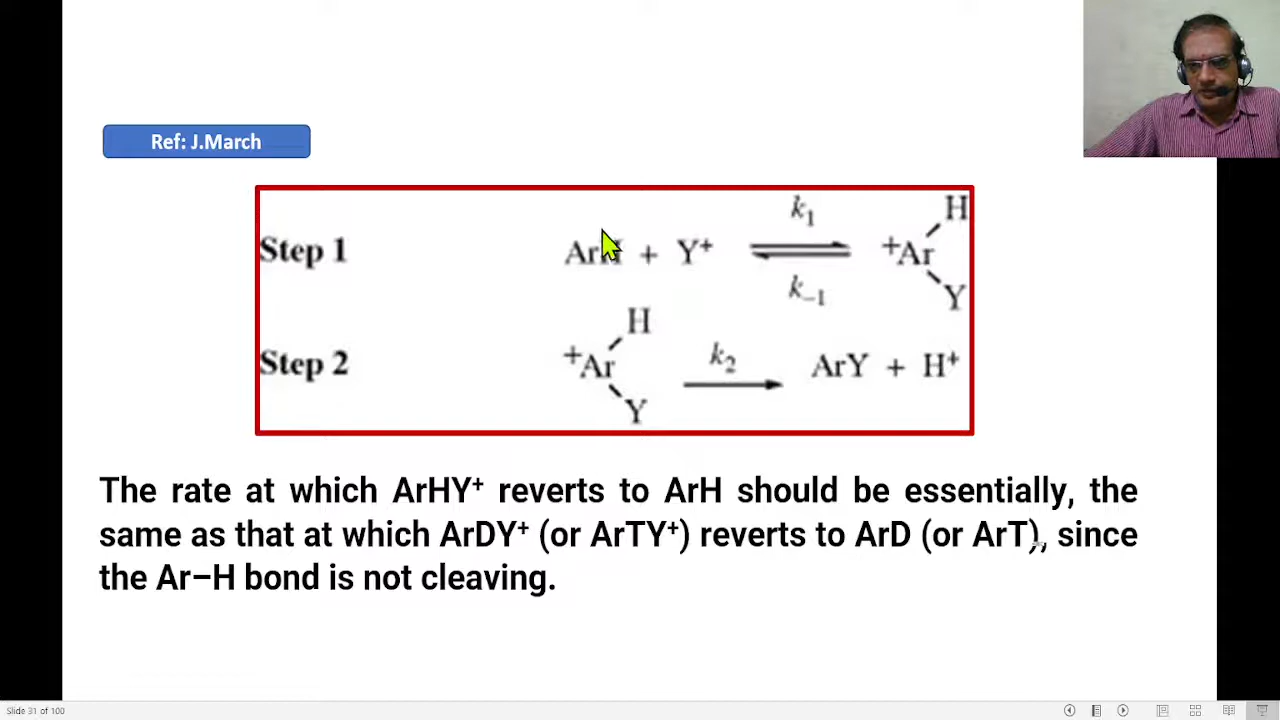 Ref: J.March
H
k₁
Step 1 ArH + Y⁺ ⁺Ar
k₋₁ Y
H
Step 2 ⁺Ar k₂ ArY + H⁺
Y
The rate at which ArHY⁺ reverts to ArH should be essentially, the
same as that at which ArDY⁺ (or ArTY⁺) reverts to ArD (or ArT), since
the Ar–H bond is not cleaving.
Slide 31 of 100